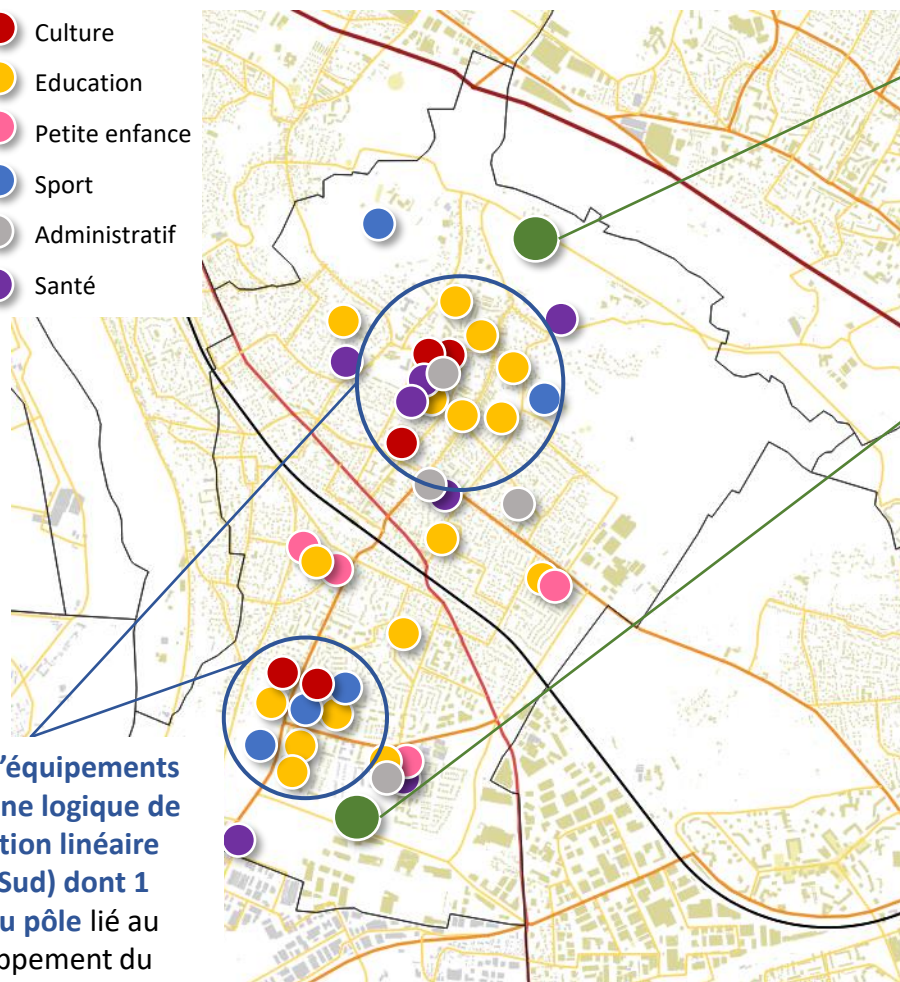 Culture
Education
Petite enfance
Sport
Administratif
Santé
’équipements
ne logique de
tion linéaire
Sud) dont 1
u pôle lié au
ppement du